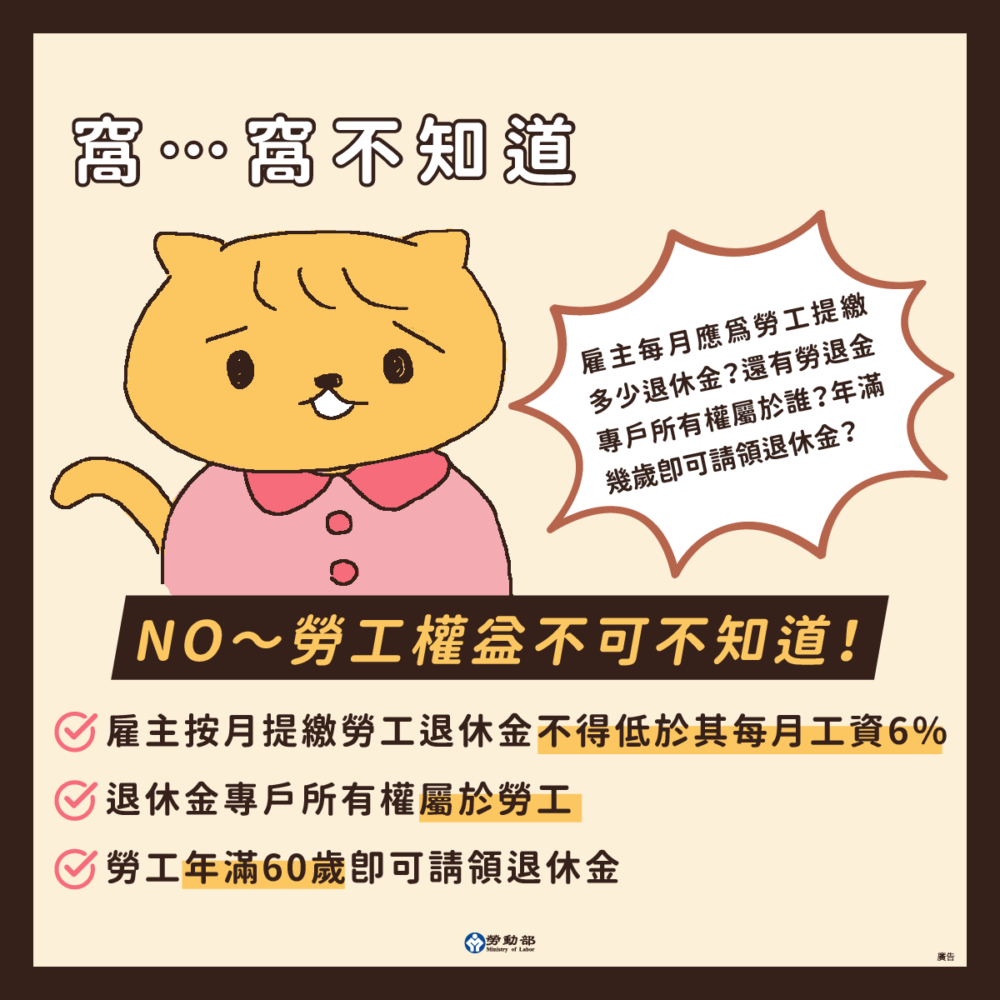 窩⋯窩不知道
雇主每月應為勞工提繳
多少退休金？還有勞退金
專戶所有權屬於誰？年滿
幾歲即可請領退休金？
NO～勞工權益不可不知道！
雇主按月提繳勞工退休金不得低於其每月工資6%
退休金專戶所有權屬於勞工
勞工年滿60歲即可請領退休金
勞動部
Ministry of Labor
廣告